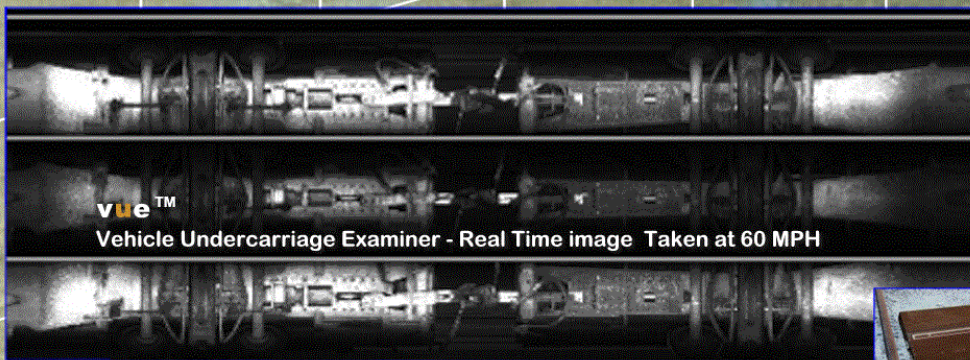 vue™
Vehicle Undercarriage Examiner - Real Time image  Taken at 60 MPH